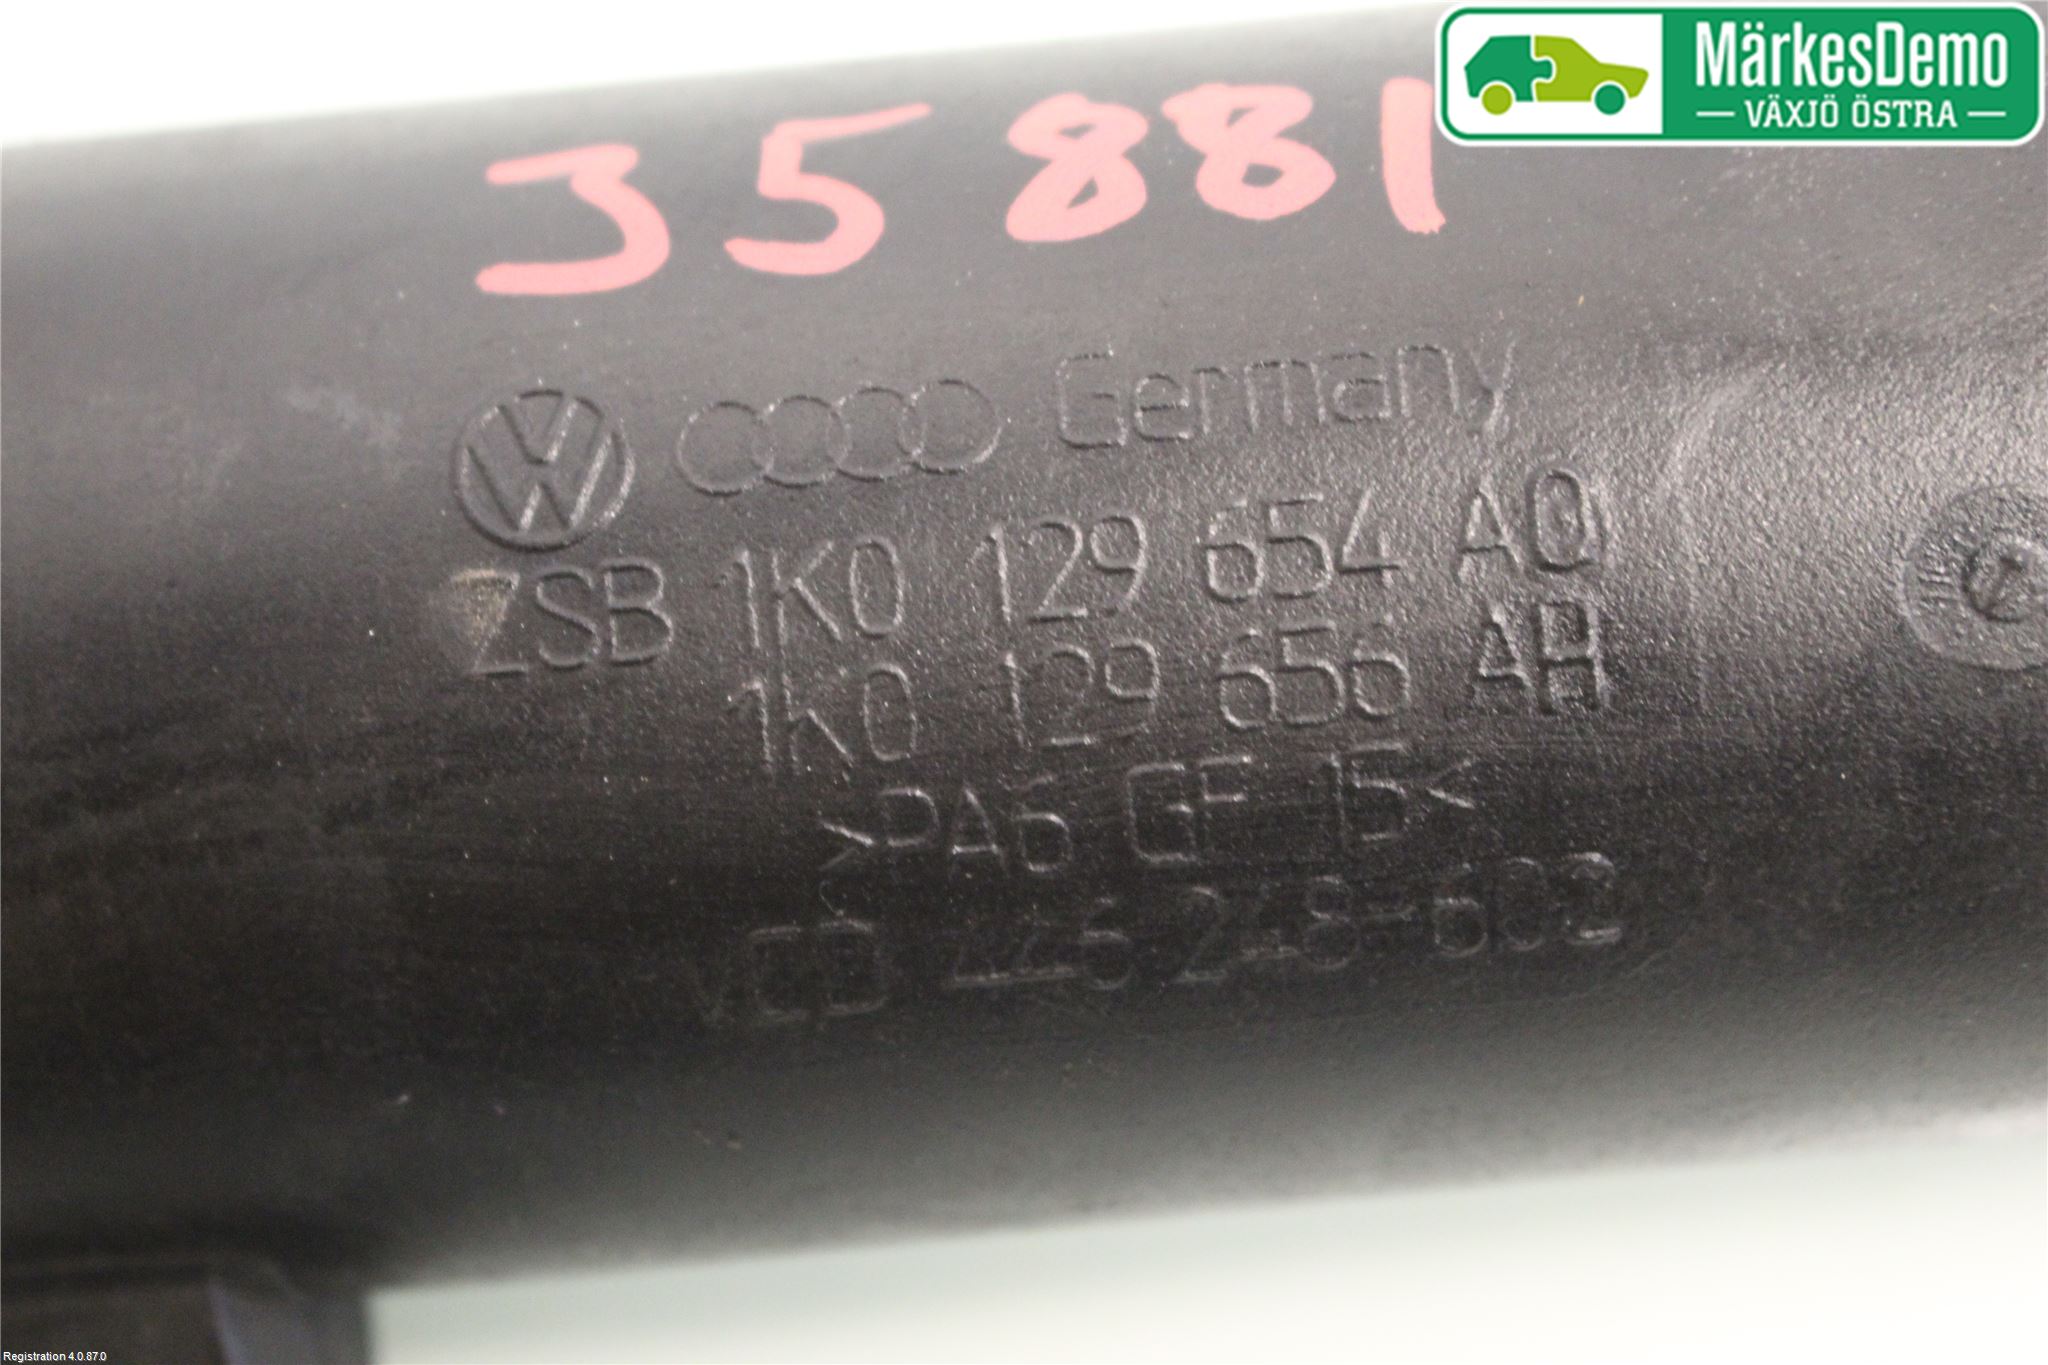 MärkesDemo
VÄXJÖ ÖSTRA
35881
Germany
ZSB 1K0 129 654 AQ
1K0 129 656
>PA6 GF 15<
Registration 4.0.87.0